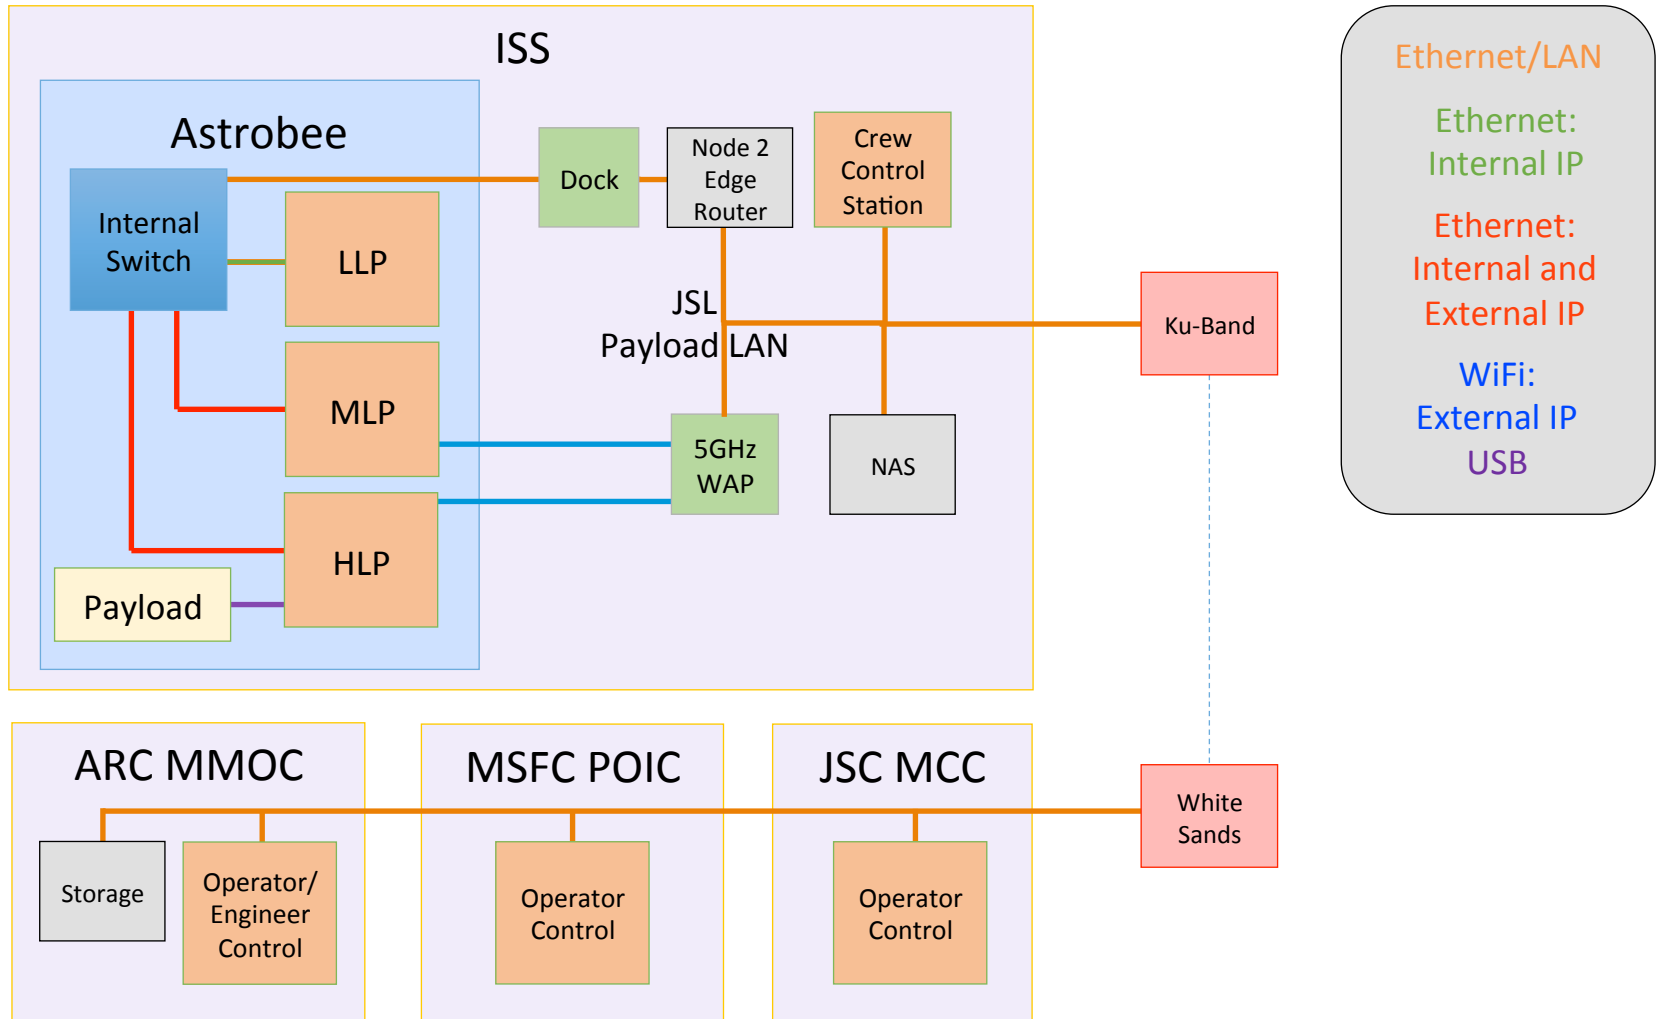 ISS
Astrobee
Internal
Switch
LLP
MLP
HLP
Payload
Dock
Node 2
Edge
Router
Crew
Control
Station
JSL
Payload LAN
5GHz
WAP
NAS
Ku-Band
Ethernet/LAN
Ethernet:
Internal IP
Ethernet:
Internal and
External IP
WiFi:
External IP
USB
ARC MMOC
Storage
Operator/
Engineer
Control
MSFC POIC
Operator
Control
JSC MCC
Operator
Control
White
Sands